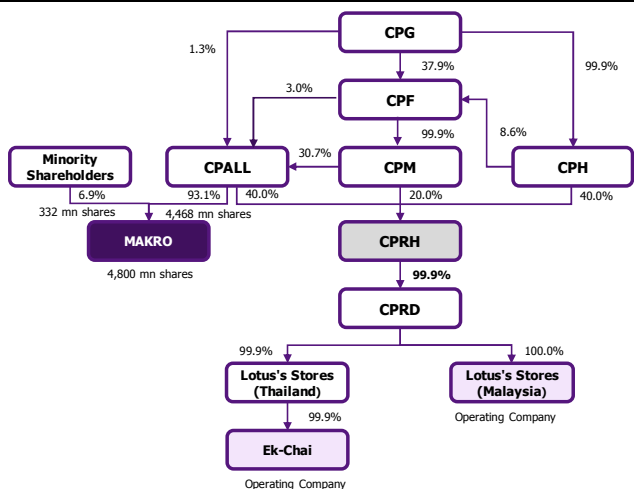 CPG
1.3%
37.9%
99.9%
3.0%
CPF
99.9%
8.6%
Minority
Shareholders
CPALL
30.7%
CPM
CPH
6.9%
93.1%
40.0%
20.0%
40.0%
332 mn shares
4,468 mn shares
MAKRO
CPRH
4,800 mn shares
99.9%
CPRD
99.9%
100.0%
Lotus's Stores
(Thailand)
Lotus's Stores
(Malaysia)
99.9%
Operating Company
Ek-Chai
Operating Company